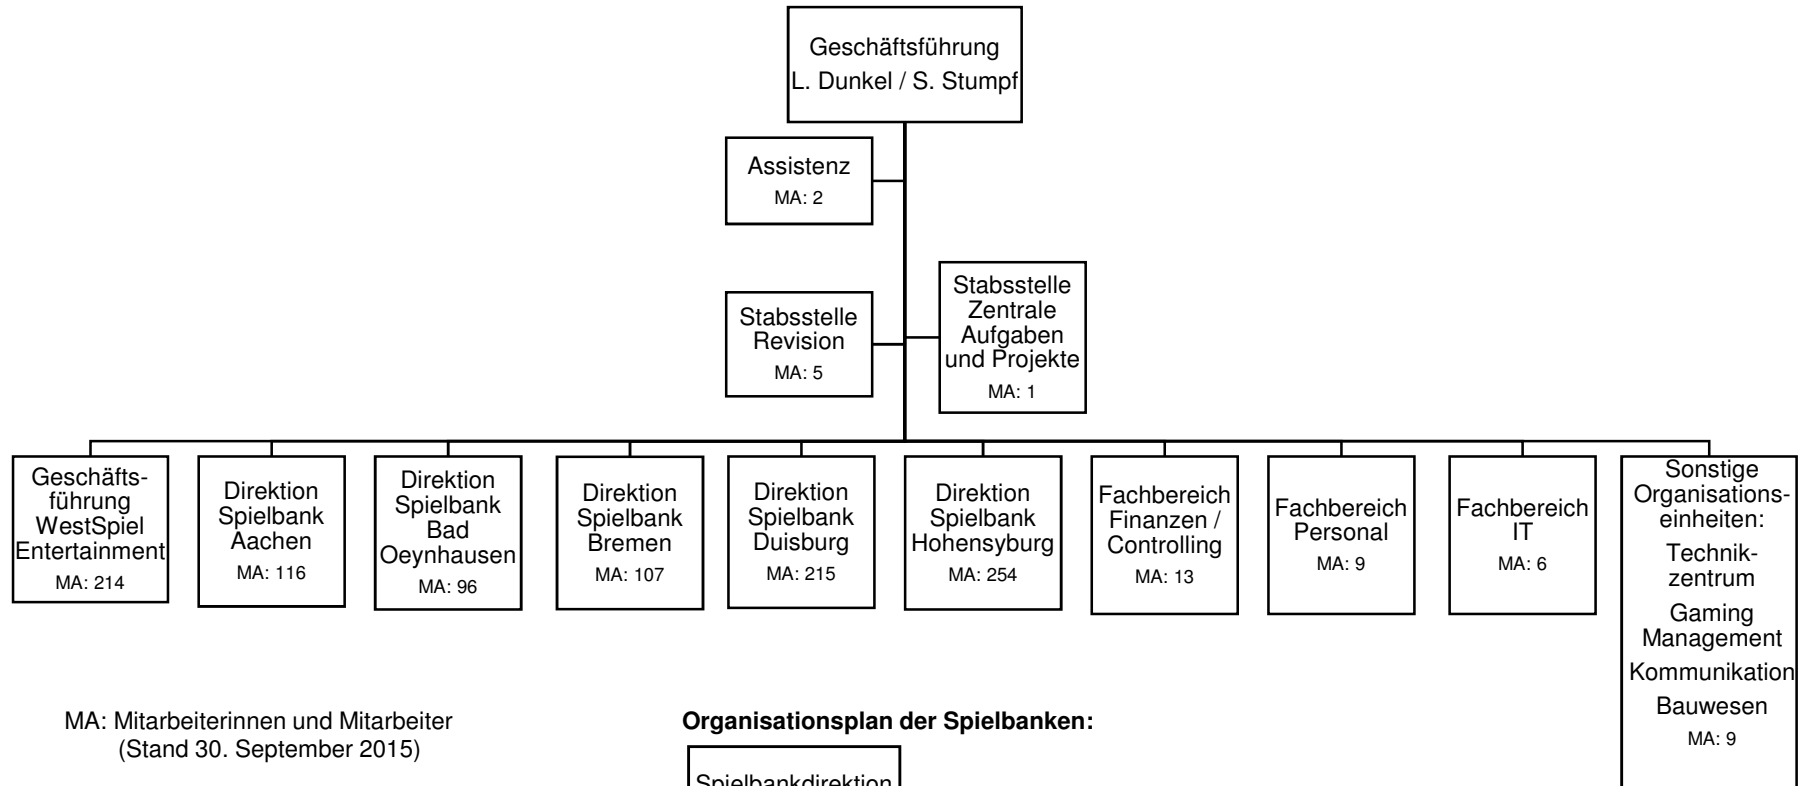 Geschäftsführung
L. Dunkel / S. Stumpf
Assistenz
MA: 2
Stabsstelle
Revision
MA: 5
Stabsstelle
Zentrale
Aufgaben
und Projekte
MA: 1
Geschäfts-
führung
WestSpiel
Entertainment
MA: 214
Direktion
Spielbank
Aachen
MA: 116
Direktion
Spielbank
Bad
Oeynhausen
MA: 96
Direktion
Spielbank
Bremen
MA: 107
Direktion
Spielbank
Duisburg
MA: 215
Direktion
Spielbank
Hohensyburg
MA: 254
Fachbereich
Finanzen /
Controlling
MA: 13
Fachbereich
Personal
MA: 9
Fachbereich
IT
MA: 6
Sonstige
Organisations-
einheiten:
Technik-
zentrum
Gaming
Management
Kommunikation
Bauwesen
MA: 9
MA: Mitarbeiterinnen und Mitarbeiter
(Stand 30. September 2015)
Organisationsplan der Spielbanken:
Spielbankdirektion